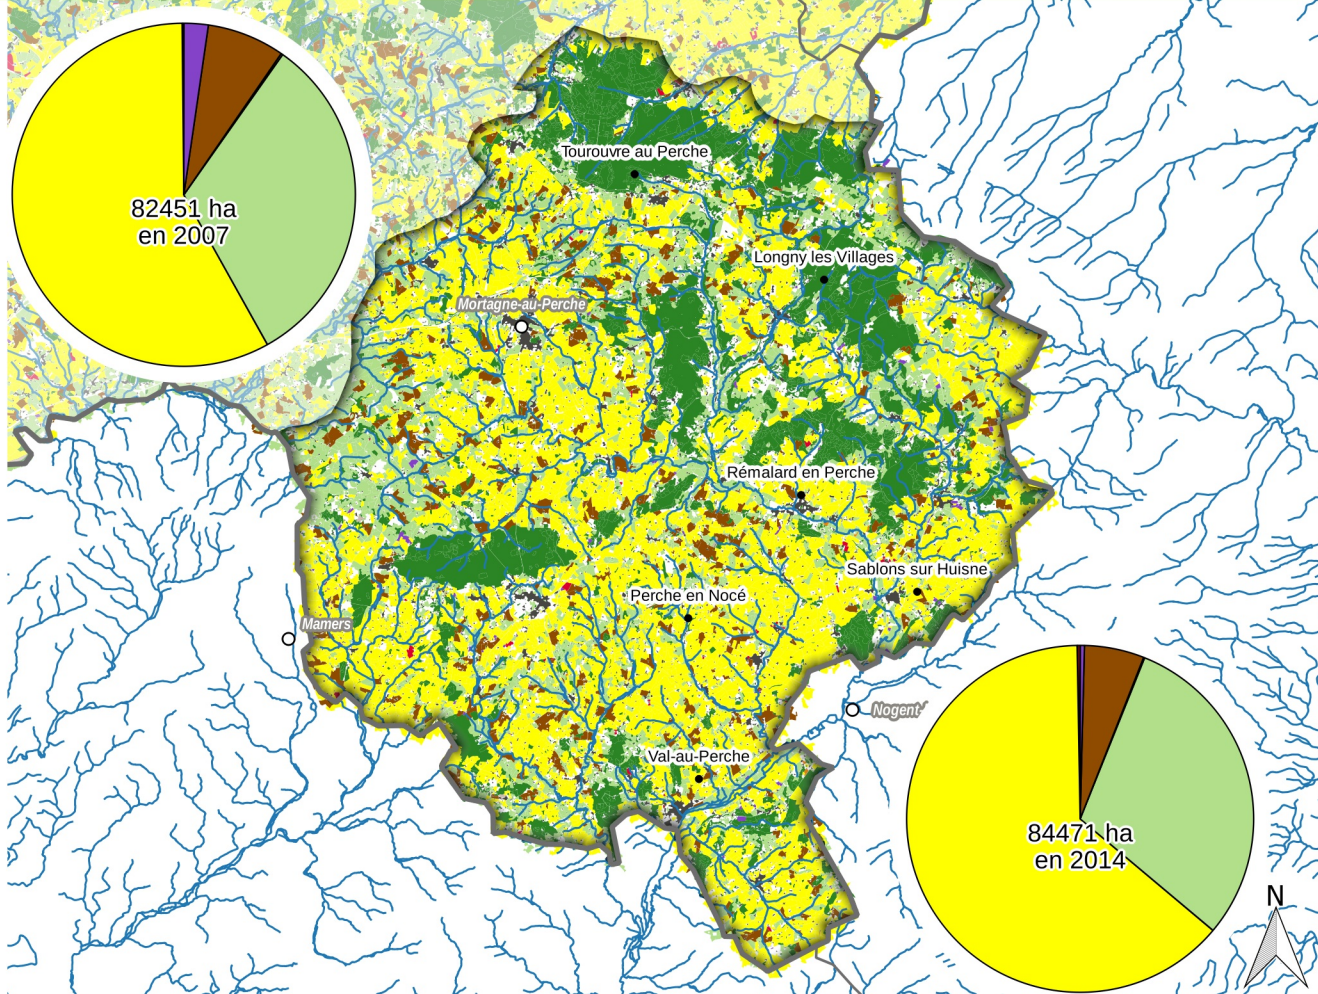 82451 ha
en 2007
Tourouvre au Perche
Longny les Villages
Mortagne-au-Perche
Rémalard en Perche
Sablons sur Huisne
Perche en Nocé
Mamers
Nogent-
Val-au-Perche
84471 ha
en 2014
N